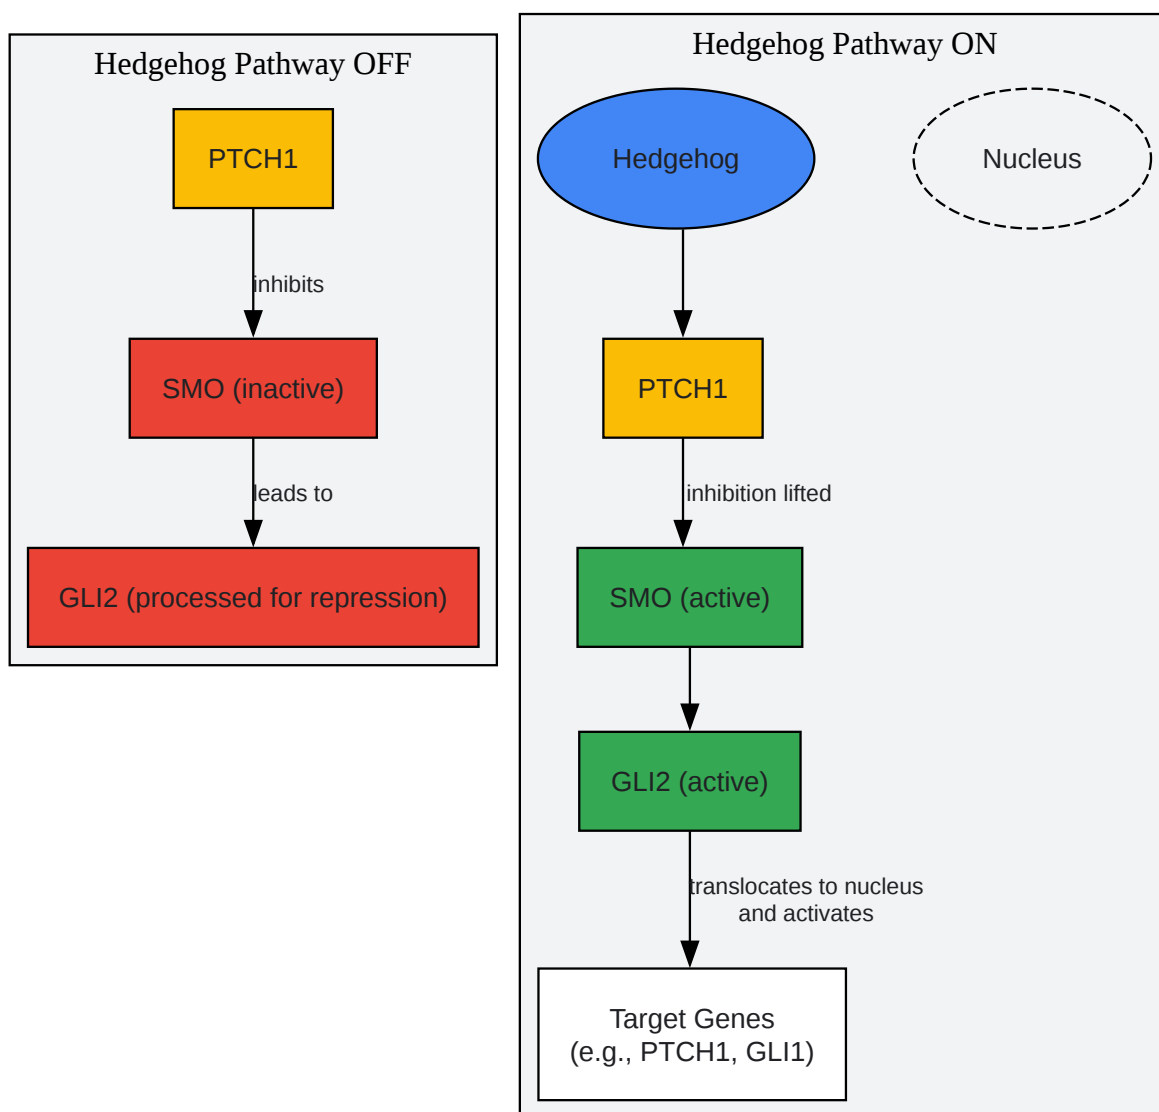 Hedgehog Pathway OFF
PTCH1
inhibits
SMO (inactive)
leads to
GLI2 (processed for repression)
Hedgehog Pathway ON
Hedgehog
Nucleus
PTCH1
inhibition lifted
SMO (active)
GLI2 (active)
translocates to nucleus
and activates
Target Genes
(e.g., PTCH1, GLI1)